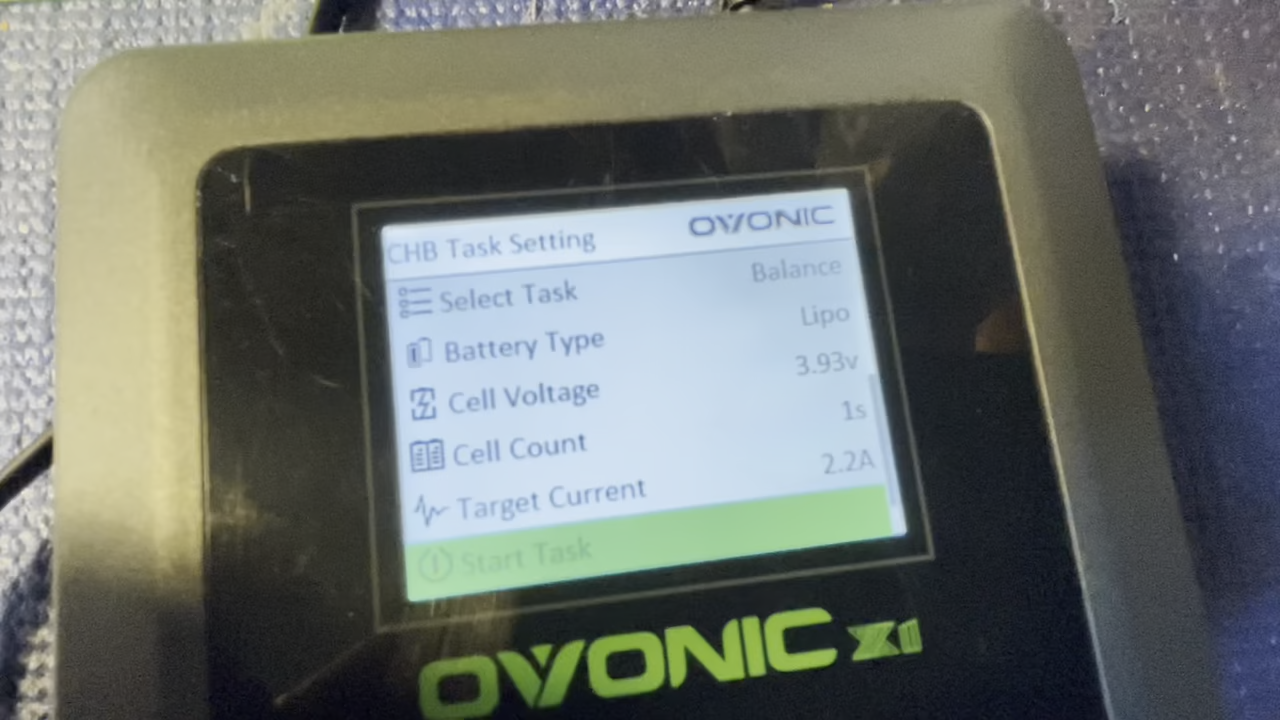 CHB Task Setting OVONIC
Select Task Balance
Battery Type Lipo
Cell Voltage 3.93v
Cell Count 1s
Target Current 2.2A
Start Task
OVONIC X1